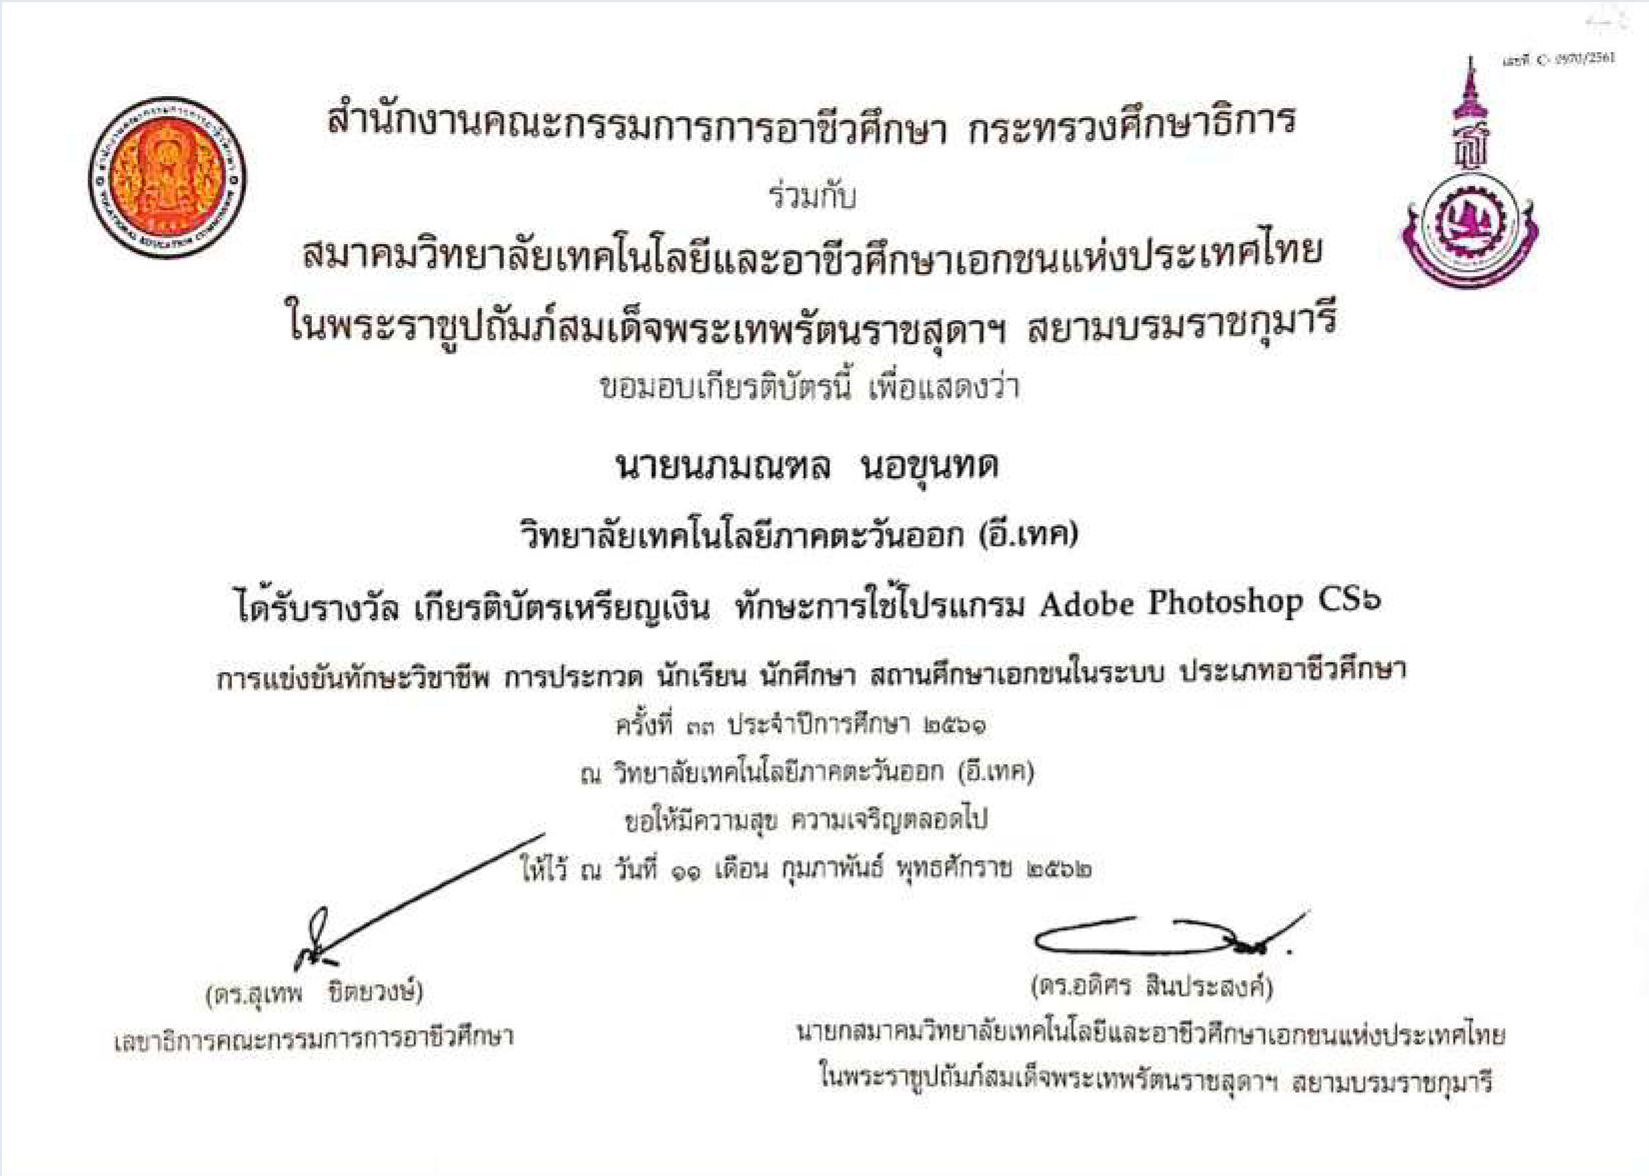 เลขที่ C- 0970/2561
สำนักงานคณะกรรมการการอาชีวศึกษา กระทรวงศึกษาธิการ
ร่วมกับ
สมาคมวิทยาลัยเทคโนโลยีและอาชีวศึกษาเอกชนแห่งประเทศไทย
ในพระราชูปถัมภ์สมเด็จพระเทพรัตนราชสุดาฯ สยามบรมราชกุมารี
ขอมอบเกียรติบัตรนี้ เพื่อแสดงว่า
นายนภมณฑล นอขุนทด
วิทยาลัยเทคโนโลยีภาคตะวันออก (อี.เทค)
ได้รับรางวัล เกียรติบัตรเหรียญเงิน ทักษะการใช้โปรแกรม Adobe Photoshop CS๖
การแข่งขันทักษะวิชาชีพ การประกวด นักเรียน นักศึกษา สถานศึกษาเอกชนในระบบ ประเภทอาชีวศึกษา
ครั้งที่ ๓๓ ประจำปีการศึกษา ๒๕๖๑
ณ วิทยาลัยเทคโนโลยีภาคตะวันออก (อี.เทค)
ขอให้มีความสุข ความเจริญตลอดไป
ให้ไว้ ณ วันที่ ๑๑ เดือน กุมภาพันธ์ พุทธศักราช ๒๕๖๒
(ดร.สุเทพ ชิตยวงษ์)
เลขาธิการคณะกรรมการการอาชีวศึกษา
(ดร.อดิศร สินประสงค์)
นายกสมาคมวิทยาลัยเทคโนโลยีและอาชีวศึกษาเอกชนแห่งประเทศไทย
ในพระราชูปถัมภ์สมเด็จพระเทพรัตนราชสุดาฯ สยามบรมราชกุมารี
สำนักงานคณะกรรมการการอาชีวศึกษา
VOCATIONAL EDUCATION COMMISSION